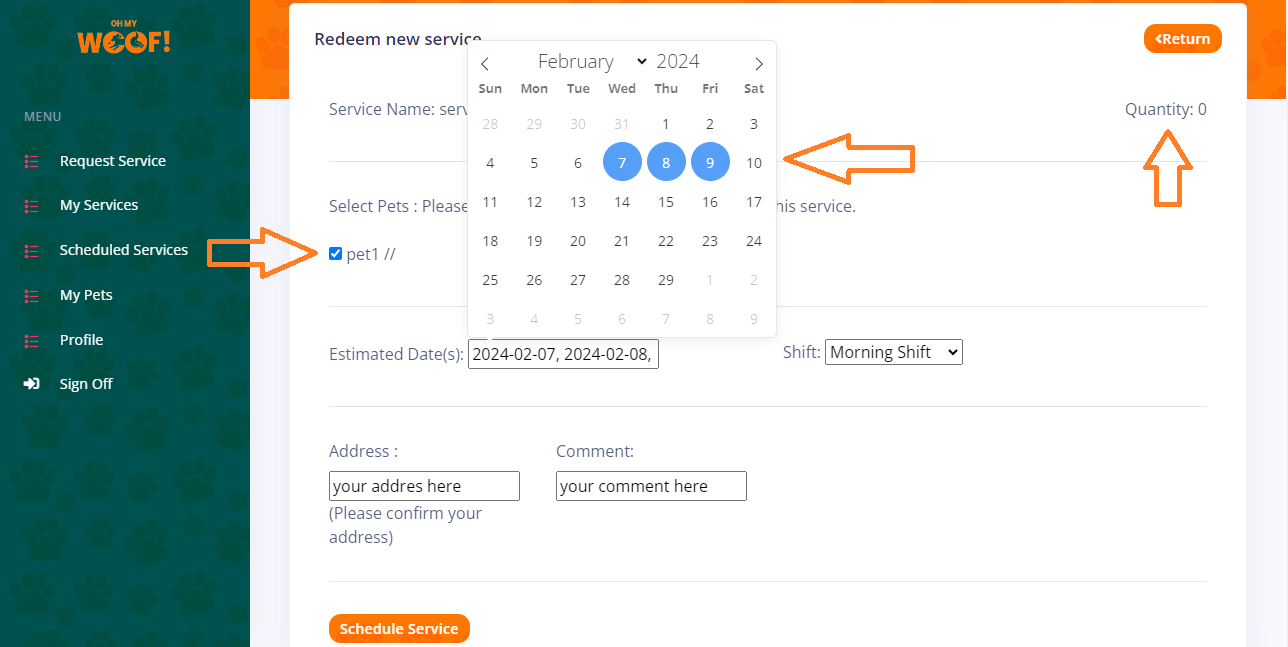 OH MY
WOOF!
MENU
Request Service
My Services
Scheduled Services
My Pets
Profile
Sign Off
Redeem new service
Return
Service Name: serv
Quantity: 0
February 2024
Sun Mon Tue Wed Thu Fri Sat
28 29 30 31 1 2 3
4 5 6 7 8 9 10
11 12 13 14 15 16 17
18 19 20 21 22 23 24
25 26 27 28 29 1 2
3 4 5 6 7 8 9
Select Pets : Please his service.
pet1 //
Estimated Date(s): 2024-02-07, 2024-02-08,
Shift: Morning Shift
Address :
Comment:
your addres here
your comment here
(Please confirm your
address)
Schedule Service